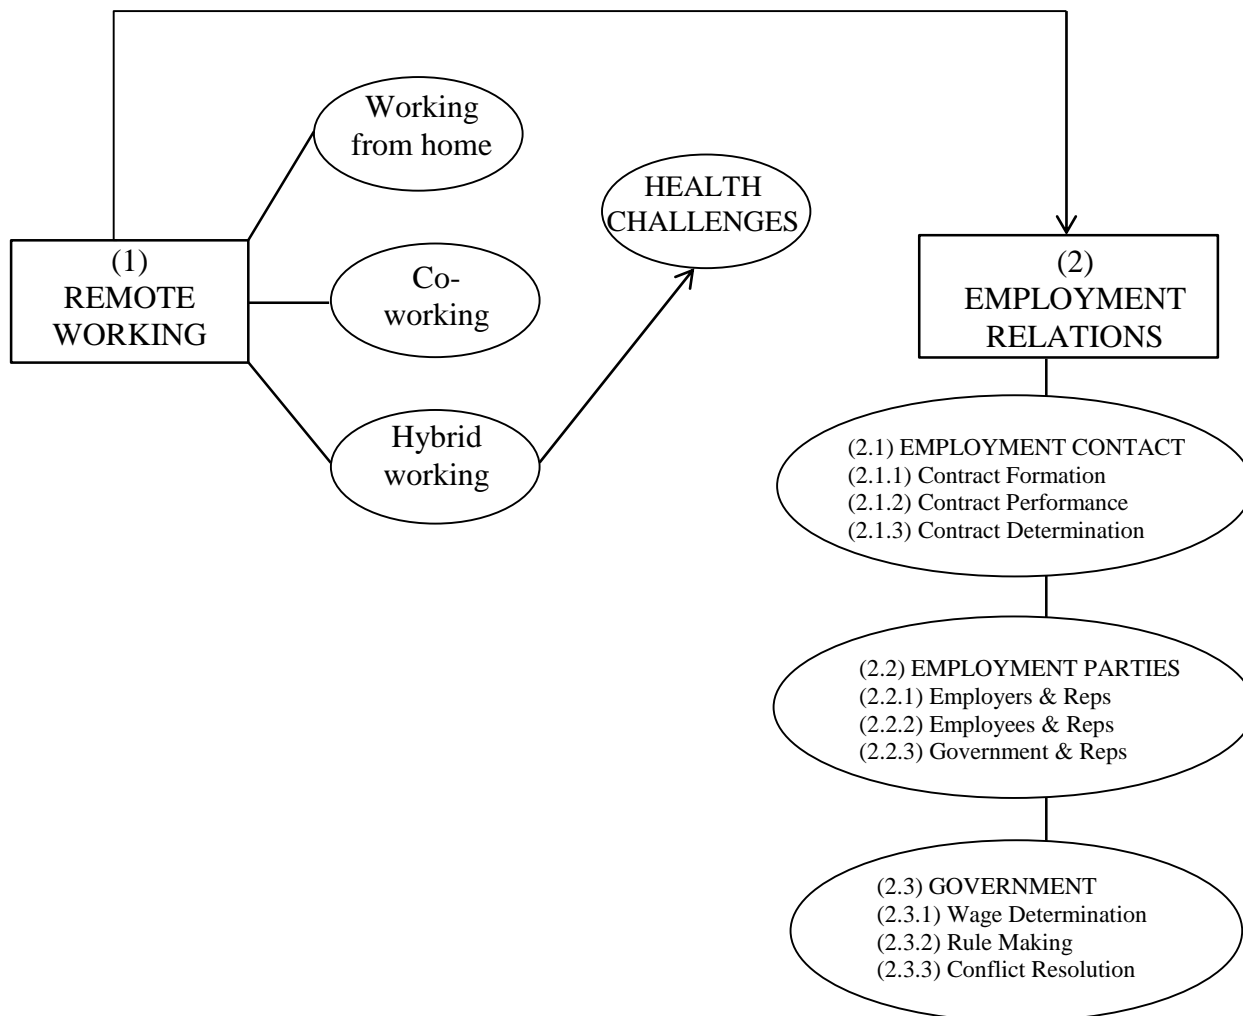 Working
from home
HEALTH
CHALLENGES
(1)
REMOTE
WORKING
Co-
working
Hybrid
working
(2)
EMPLOYMENT
RELATIONS
(2.1) EMPLOYMENT CONTACT
(2.1.1) Contract Formation
(2.1.2) Contract Performance
(2.1.3) Contract Determination
(2.2) EMPLOYMENT PARTIES
(2.2.1) Employers & Reps
(2.2.2) Employees & Reps
(2.2.3) Government & Reps
(2.3) GOVERNMENT
(2.3.1) Wage Determination
(2.3.2) Rule Making
(2.3.3) Conflict Resolution